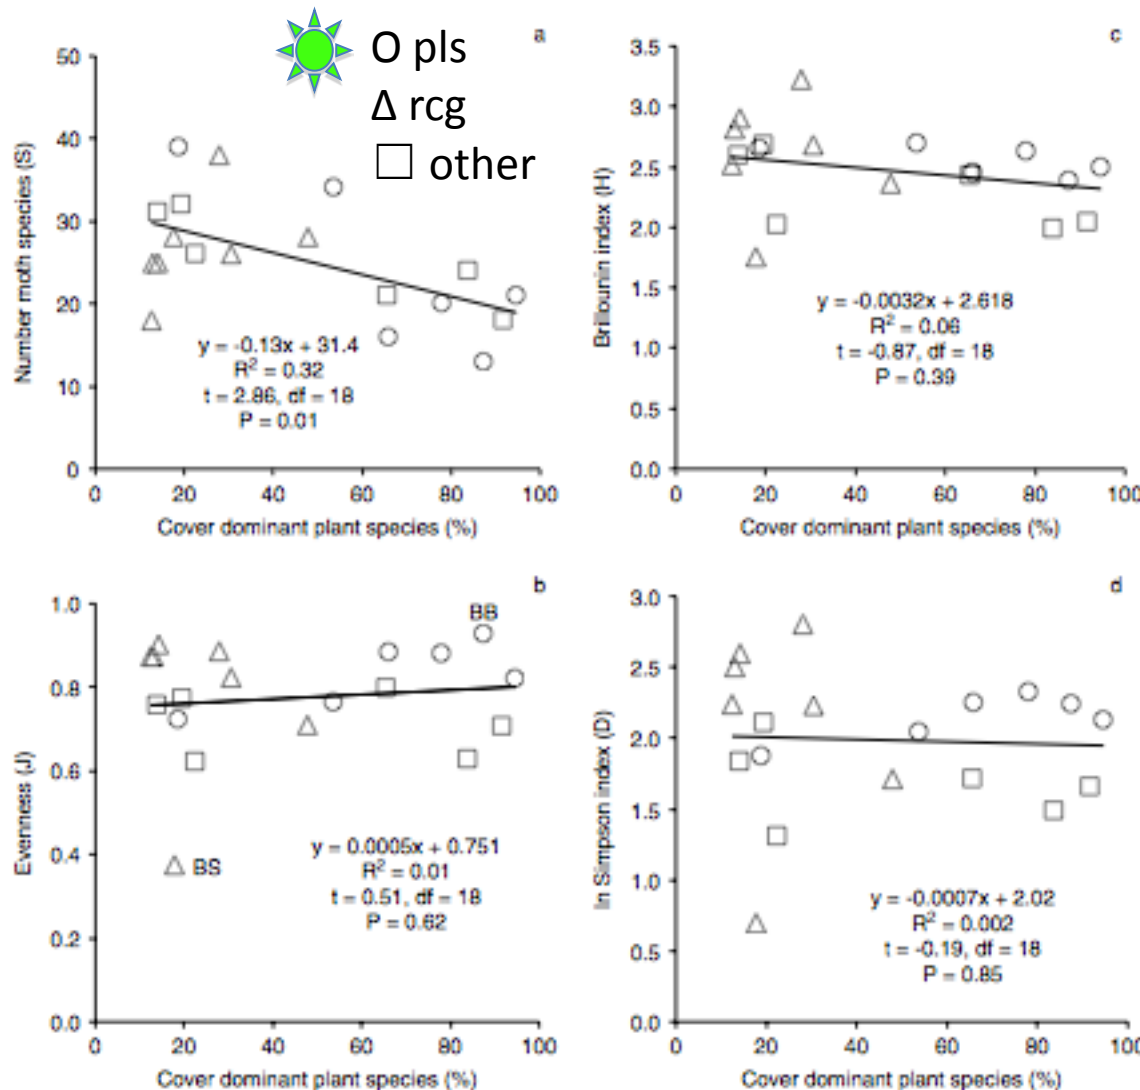 O pls
Δ rcg
□ other
a
50
40
30
20
10
0
Number moth species (S)
y = -0.13x + 31.4
R² = 0.32
t = 2.86, df = 18
P = 0.01
0 20 40 60 80 100
Cover dominant plant species (%)
c
3.5
3.0
2.5
2.0
1.5
1.0
0.5
0.0
Brillounin index (H)
y = -0.0032x + 2.618
R² = 0.06
t = -0.87, df = 18
P = 0.39
0 20 40 60 80 100
Cover dominant plant species (%)
b
1.0
0.8
0.6
0.4
0.2
0.0
Evenness (J)
BB
BS
y = 0.0005x + 0.751
R² = 0.01
t = 0.51, df = 18
P = 0.62
0 20 40 60 80 100
Cover dominant plant species (%)
d
3.0
2.5
2.0
1.5
1.0
0.5
0.0
ln Simpson index (D)
y = -0.0007x + 2.02
R² = 0.002
t = -0.19, df = 18
P = 0.85
0 20 40 60 80 100
Cover dominant plant species (%)